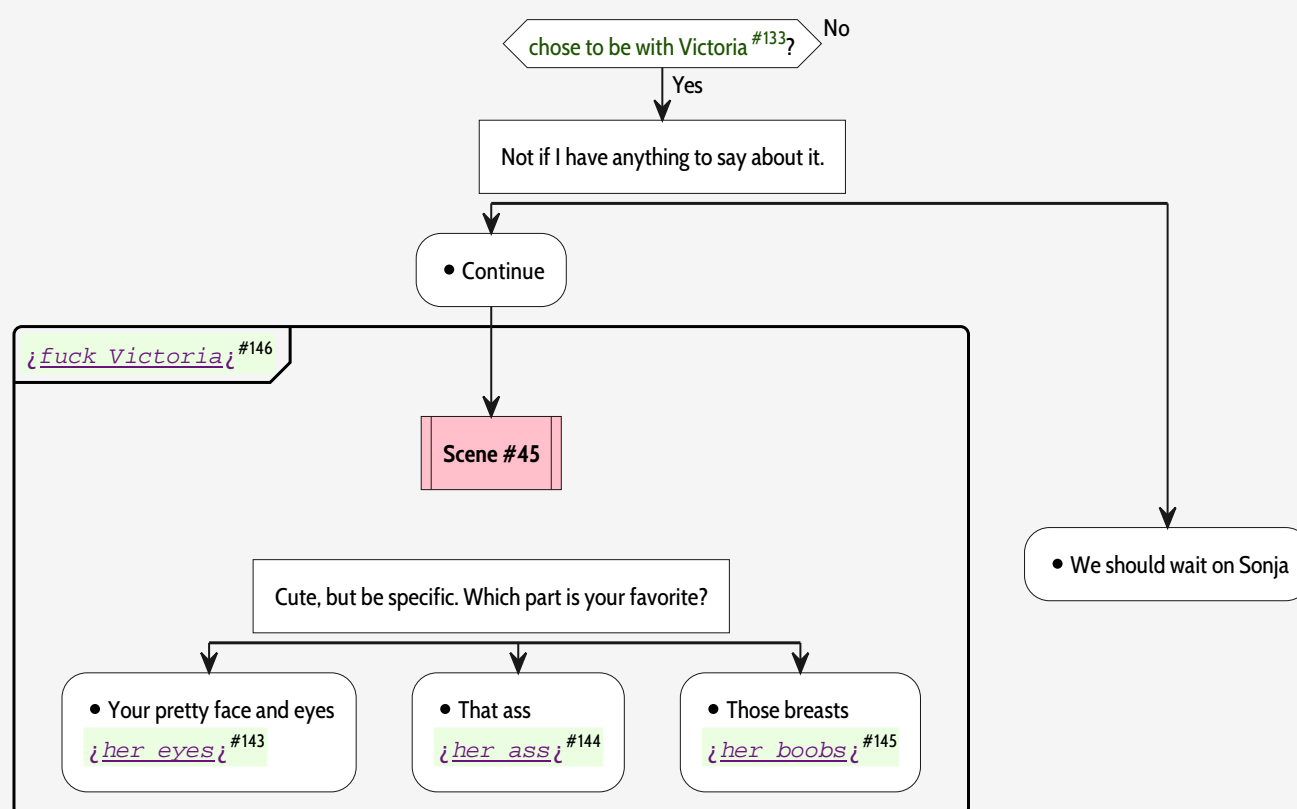 No
chose to be with Victoria #133?
Yes
Not if I have anything to say about it.
• Continue
¿fuck Victoria¿ #146
Scene #45
• We should wait on Sonja
Cute, but be specific. Which part is your favorite?
• Your pretty face and eyes
¿her eyes¿ #143
• That ass
¿her ass¿ #144
• Those breasts
¿her boobs¿ #145